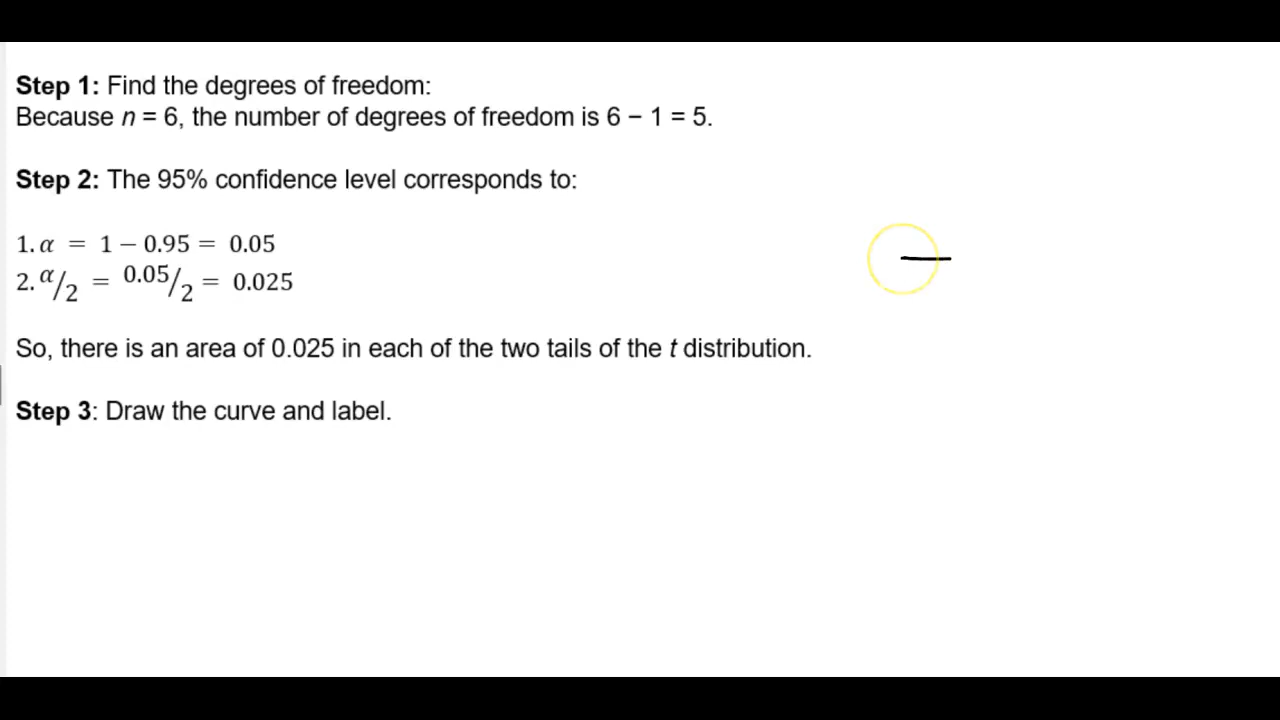 Step 1: Find the degrees of freedom:
Because n = 6, the number of degrees of freedom is 6 − 1 = 5.
Step 2: The 95% confidence level corresponds to:
1. α = 1 − 0.95 = 0.05
2. α/2 = 0.05/2 = 0.025
So, there is an area of 0.025 in each of the two tails of the t distribution.
Step 3: Draw the curve and label.